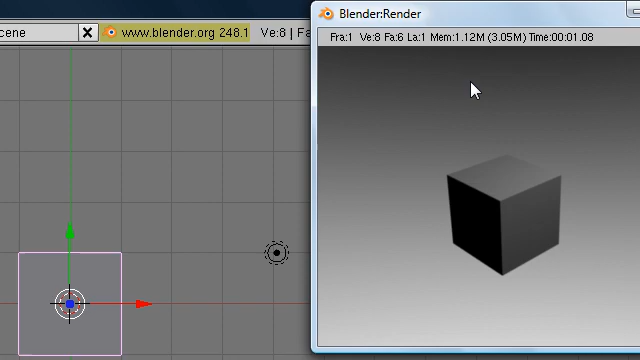 Blender:Render
Fra:1 Ve:8 Fa:6 La:1 Mem:1.12M (3.05M) Time:00:01.08
cene www.blender.org 248.1 Ve:8 | Fa